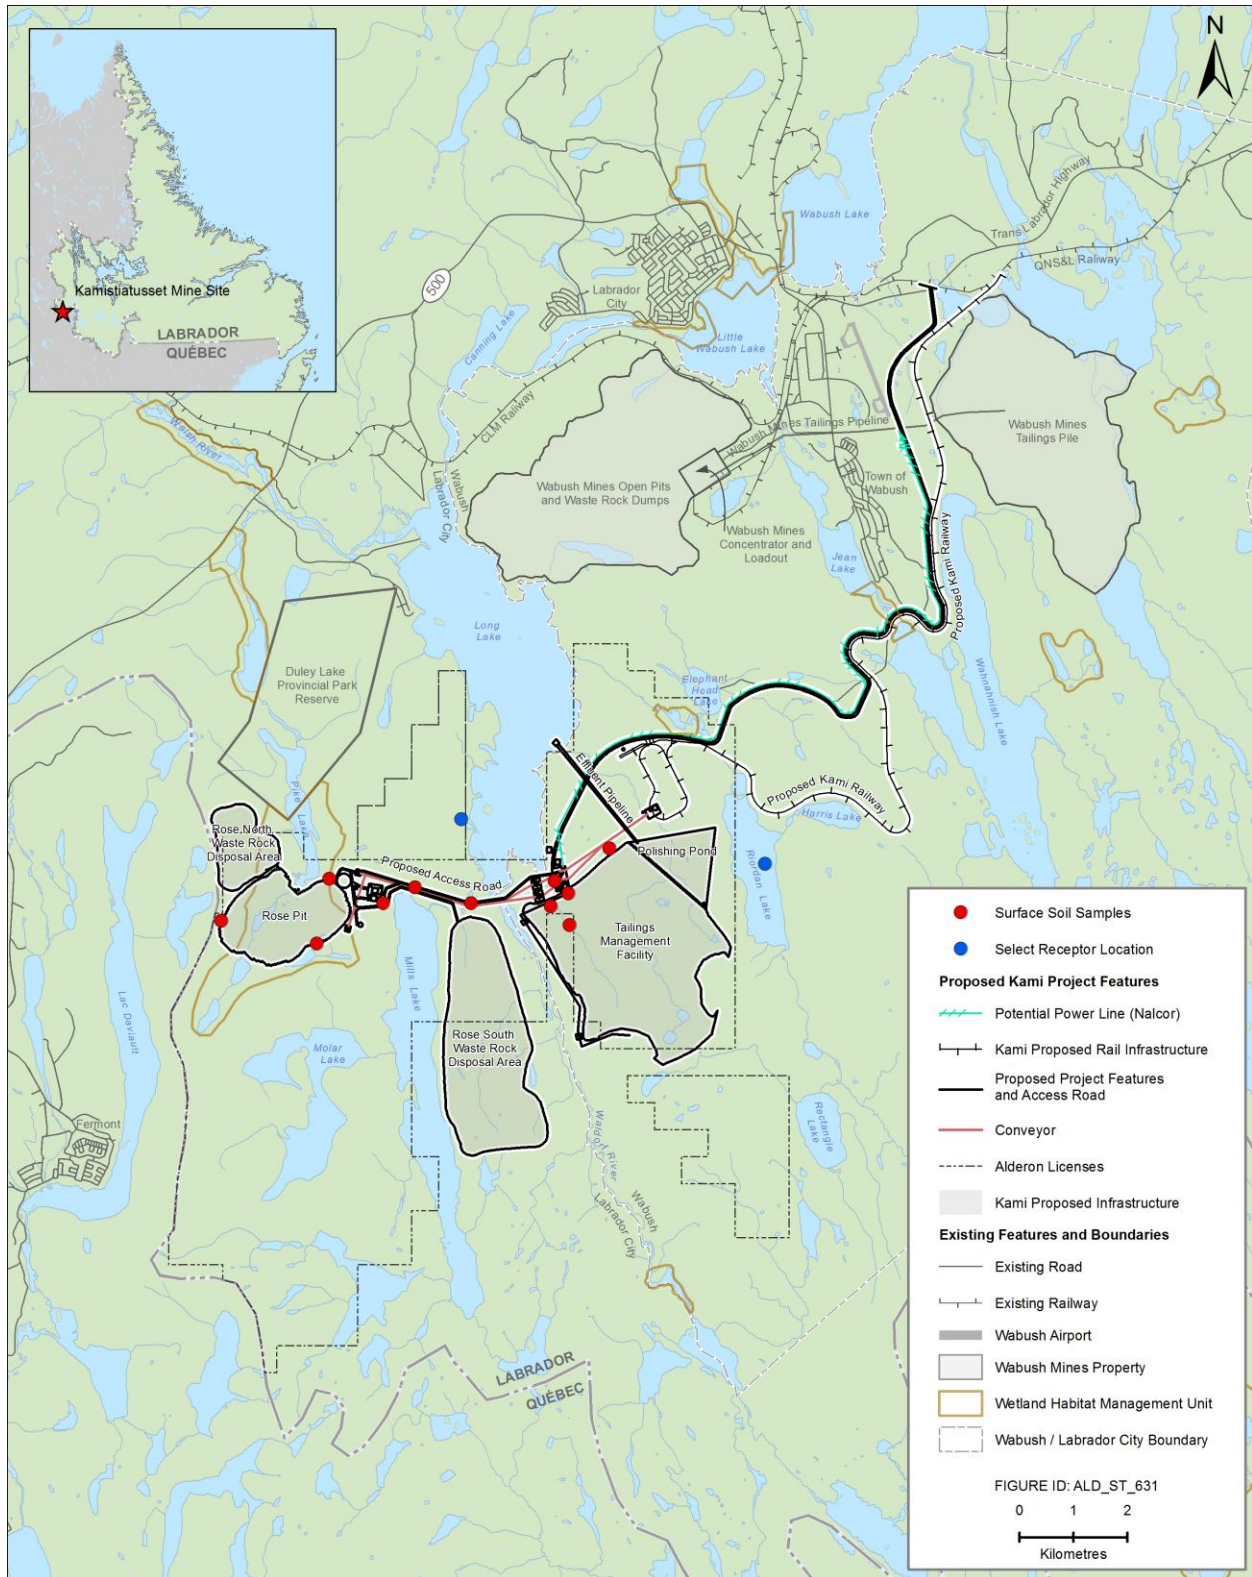 N
Kamistiatusset Mine Site
LABRADOR
QUÉBEC
500
Wabush Lake
Trans Labrador Highway
QNS&L Railway
Labrador
City
Canning Lake
Little
Wabush Lake
CLM Railway
Walsh River
Wabush
Labrador City
Wabush Mines Tailings Pipeline
Wabush Mines
Tailings Pile
Wabush Mines Open Pits
and Waste Rock Dumps
Town of
Wabush
Wabush Mines
Concentrator and
Loadout
Jean
Lake
Proposed Kami Railway
Long
Lake
Duley Lake
Provincial Park
Reserve
Elephant
Head
Lake
Wahnahnish Lake
Effluent Pipeline
Proposed Kami Railway
Harris Lake
Pike Lake
Rose North
Waste Rock
Disposal Area
Polishing Pond
Proposed Access Road
Riordan Lake
Rose Pit
Tailings
Management
Facility
Lac Daviault
Mills Lake
Molar
Lake
Rose South
Waste Rock
Disposal Area
Fermont
Waldorf River
Rectangle
Lake
Wabush
Labrador City
LABRADOR
QUÉBEC
Surface Soil Samples
Select Receptor Location
Proposed Kami Project Features
Potential Power Line (Nalcor)
Kami Proposed Rail Infrastructure
Proposed Project Features
and Access Road
Conveyor
Alderon Licenses
Kami Proposed Infrastructure
Existing Features and Boundaries
Existing Road
Existing Railway
Wabush Airport
Wabush Mines Property
Wetland Habitat Management Unit
Wabush / Labrador City Boundary
FIGURE ID: ALD_ST_631
0 1 2
Kilometres